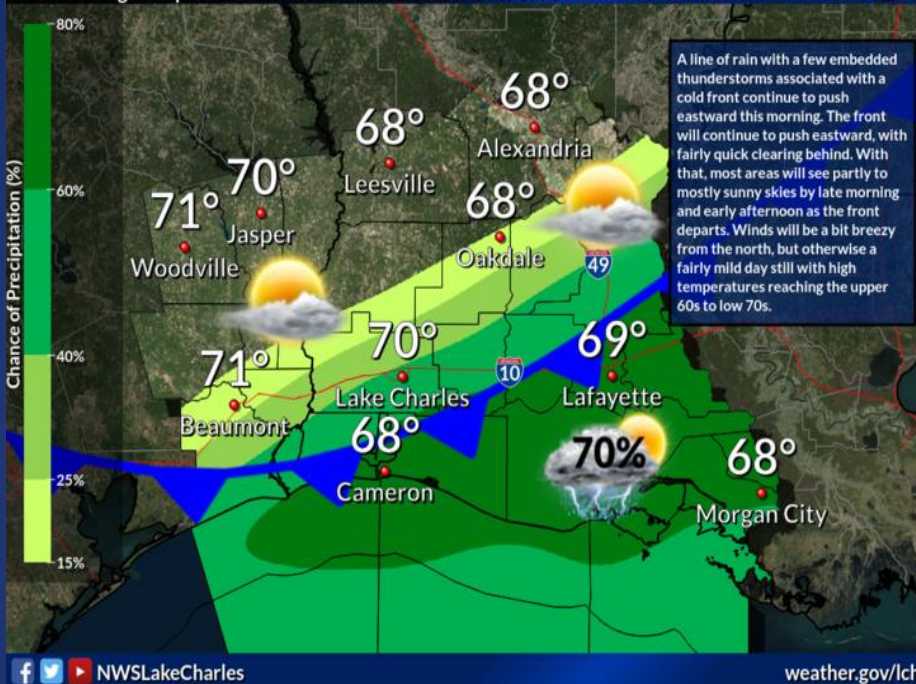 80%
60%
40%
25%
15%
Chance of Precipitation (%)
A line of rain with a few embedded
thunderstorms associated with a
cold front continue to push
eastward this morning. The front
will continue to push eastward, with
fairly quick clearing behind. With
that, most areas will see partly to
mostly sunny skies by late morning
and early afternoon as the front
departs. Winds will be a bit breezy
from the north, but otherwise a
fairly mild day still with high
temperatures reaching the upper
60s to low 70s.
68°
Alexandria
68°
Leesville
70°
Jasper
71°
Woodville
68°
Oakdale
49
71°
Beaumont
70°
Lake Charles
10
69°
Lafayette
68°
Cameron
70%
68°
Morgan City
NWSLakeCharles
weather.gov/lch